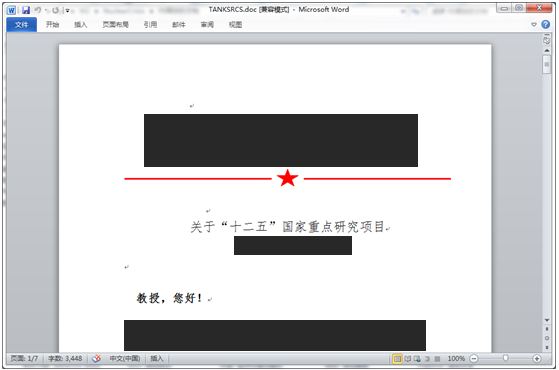 TANKSRCS.doc [兼容模式] - Microsoft Word
文件 开始 插入 页面布局 引用 邮件 审阅 视图
关于“十二五”国家重点研究项目
教授，您好！
页面: 1/7 字数: 3,448 中文(中国) 插入 100%